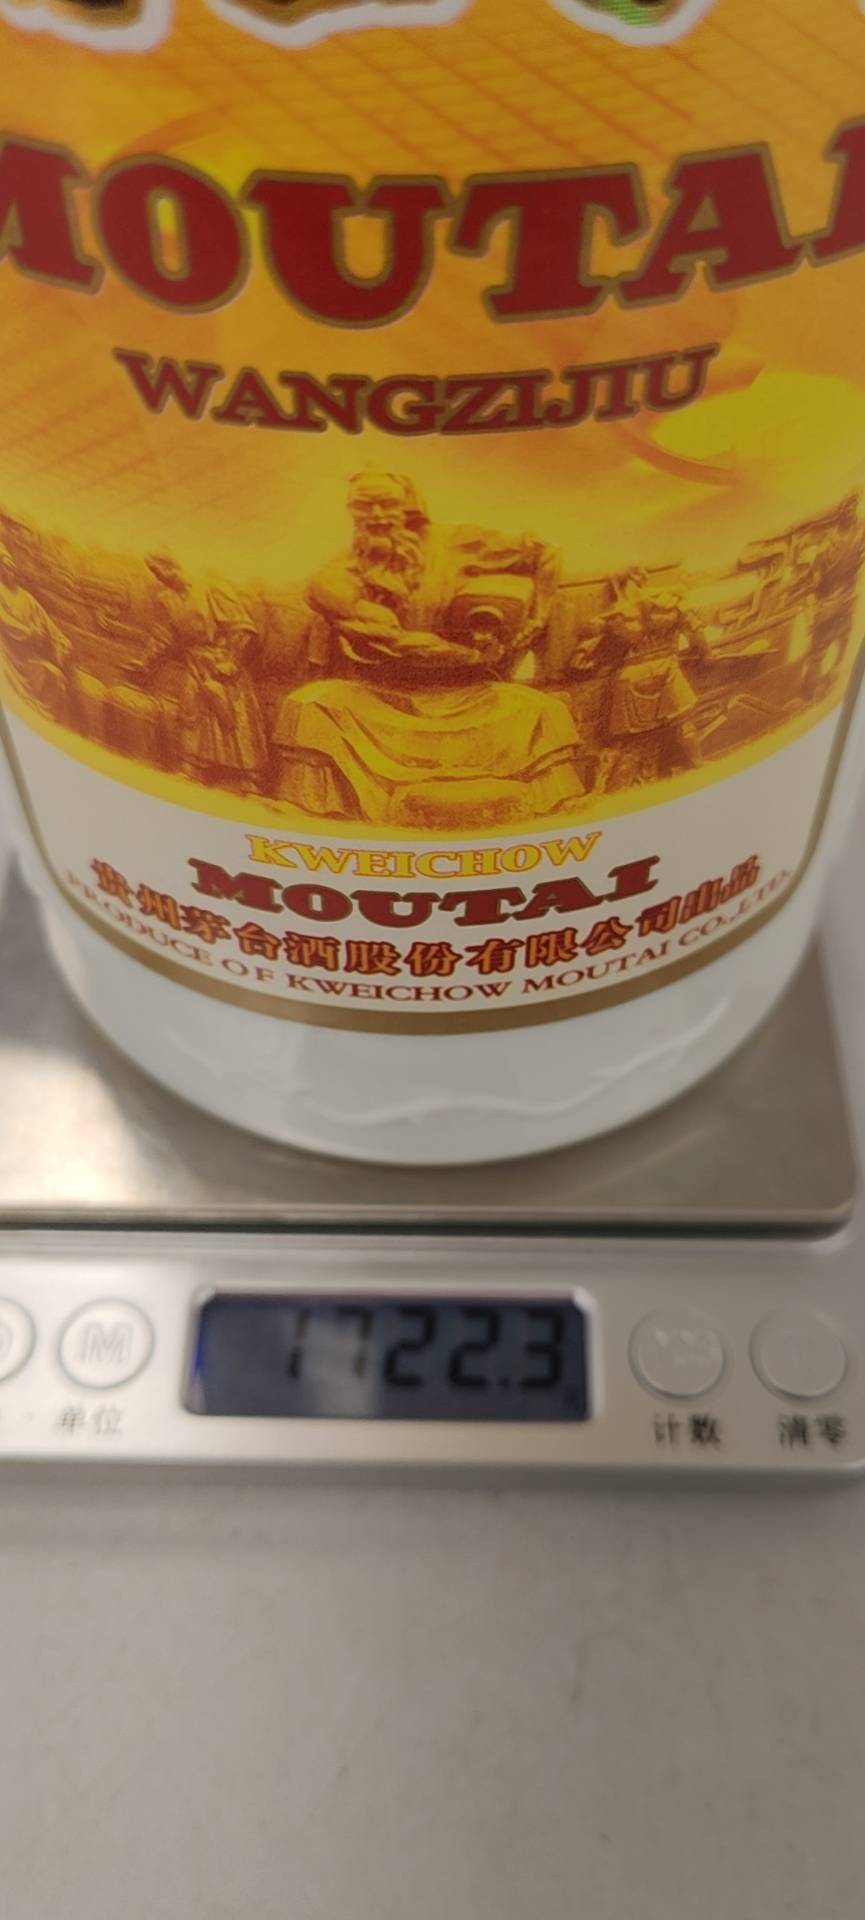 MOUTAI
WANGZIJIU
KWEICHOW
MOUTAI
贵州茅台酒股份有限公司出品
PRODUCE OF KWEICHOW MOUTAI CO.,LTD.
1722.3
M
单位
计数
清零